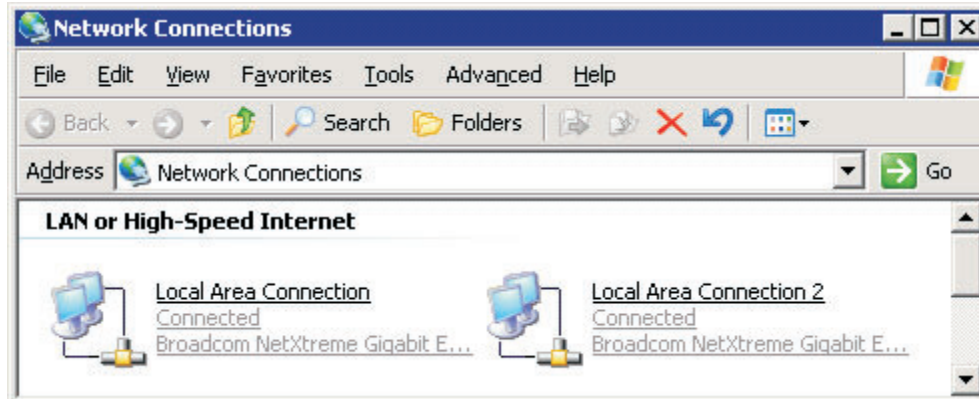 Network Connections
File Edit View Favorites Tools Advanced Help
Back Search Folders
Address Network Connections Go
LAN or High-Speed Internet
Local Area Connection Local Area Connection 2
Connected Connected
Broadcom NetXtreme Gigabit E... Broadcom NetXtreme Gigabit E...